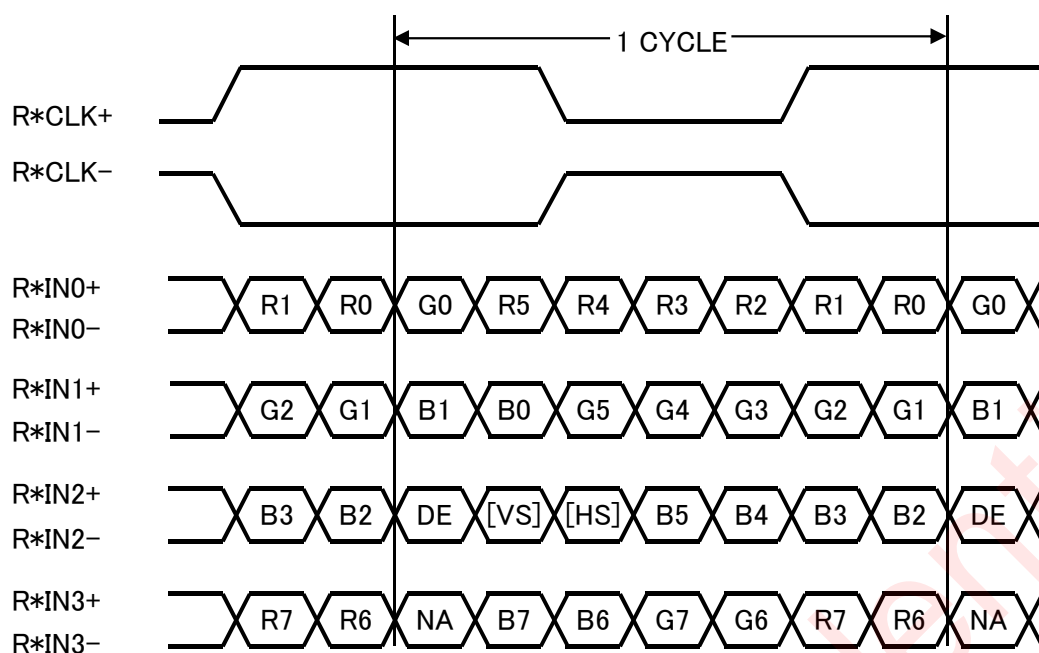 1 CYCLE
R*CLK+
R*CLK-
R*IN0+
R1 R0 G0 R5 R4 R3 R2 R1 R0 G0
R*IN0-
R*IN1+
G2 G1 B1 B0 G5 G4 G3 G2 G1 B1
R*IN1-
R*IN2+
B3 B2 DE [VS] [HS] B5 B4 B3 B2 DE
R*IN2-
R*IN3+
R7 R6 NA B7 B6 G7 G6 R7 R6 NA
R*IN3-